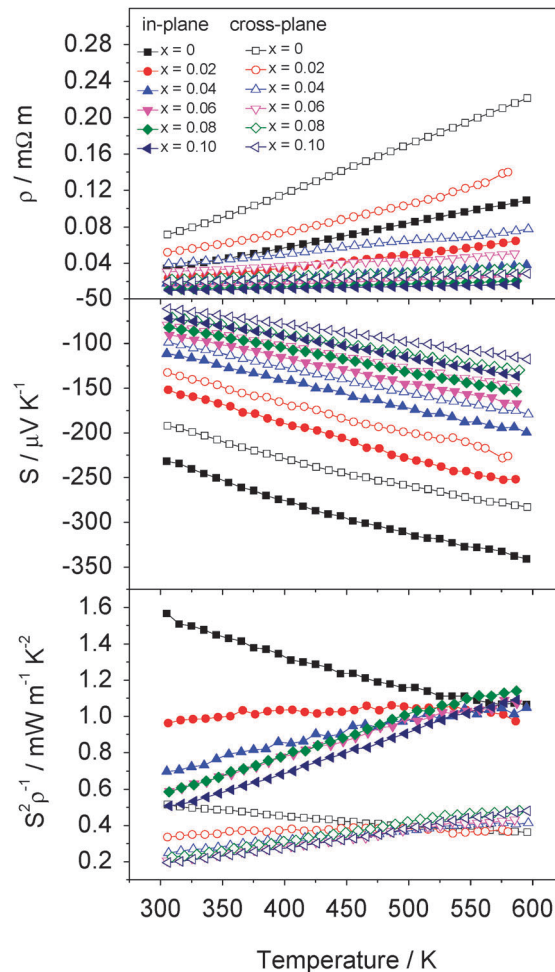 in-plane cross-plane
x = 0 x = 0
x = 0.02 x = 0.02
x = 0.04 x = 0.04
x = 0.06 x = 0.06
x = 0.08 x = 0.08
x = 0.10 x = 0.10
0.28
0.24
0.20
0.16
0.12
0.08
0.04
ρ / mΩ m
-50
-100
-150
-200
-250
-300
-350
S / μV K⁻¹
1.6
1.4
1.2
1.0
0.8
0.6
0.4
0.2
S²ρ⁻¹ / mW m⁻¹ K⁻²
300 350 400 450 500 550 600
Temperature / K